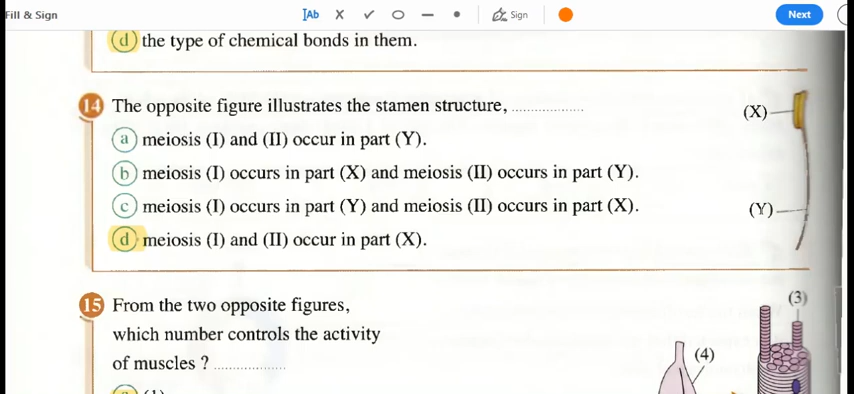 Fill & Sign
Ab
Sign
Next
d the type of chemical bonds in them.
14 The opposite figure illustrates the stamen structure, ....................
a meiosis (I) and (II) occur in part (Y).
b meiosis (I) occurs in part (X) and meiosis (II) occurs in part (Y).
c meiosis (I) occurs in part (Y) and meiosis (II) occurs in part (X).
d meiosis (I) and (II) occur in part (X).
(X)
(Y)
15 From the two opposite figures,
which number controls the activity
of muscles ? ....................
(3)
(4)